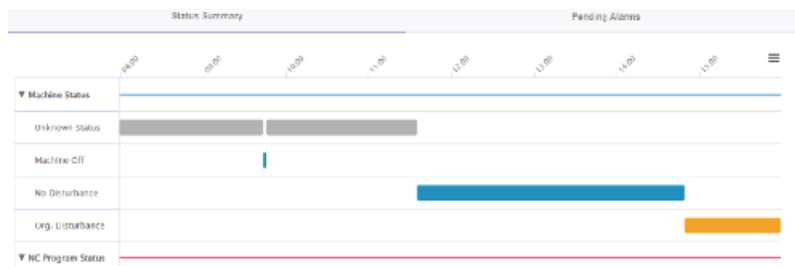 Status Summary
Pending Alarms
08:00 09:00 10:00 11:00 12:00 13:00 14:00 15:00
▼ Machine Status
Unknown Status
Machine Off
No Disturbance
Org. Disturbance
▼ NC Program Status